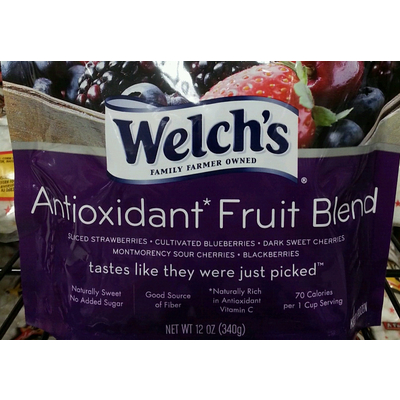 Welch's
FAMILY FARMER OWNED
®
Antioxidant* Fruit Blend
SLICED STRAWBERRIES • CULTIVATED BLUEBERRIES • DARK SWEET CHERRIES
MONTMORENCY SOUR CHERRIES • BLACKBERRIES
tastes like they were just picked™
Naturally Sweet
No Added Sugar
Good Source
of Fiber
*Naturally Rich
in Antioxidant
Vitamin C
70 Calories
per 1 Cup Serving
NET WT 12 OZ (340g)